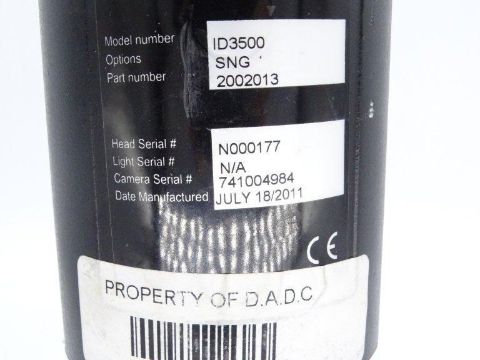 Model number ID3500
Options SNG
Part number 2002013
Head Serial # N000177
Light Serial # N/A
Camera Serial # 741004984
Date Manufactured JULY 18/2011
CE
PROPERTY OF D.A.D.C